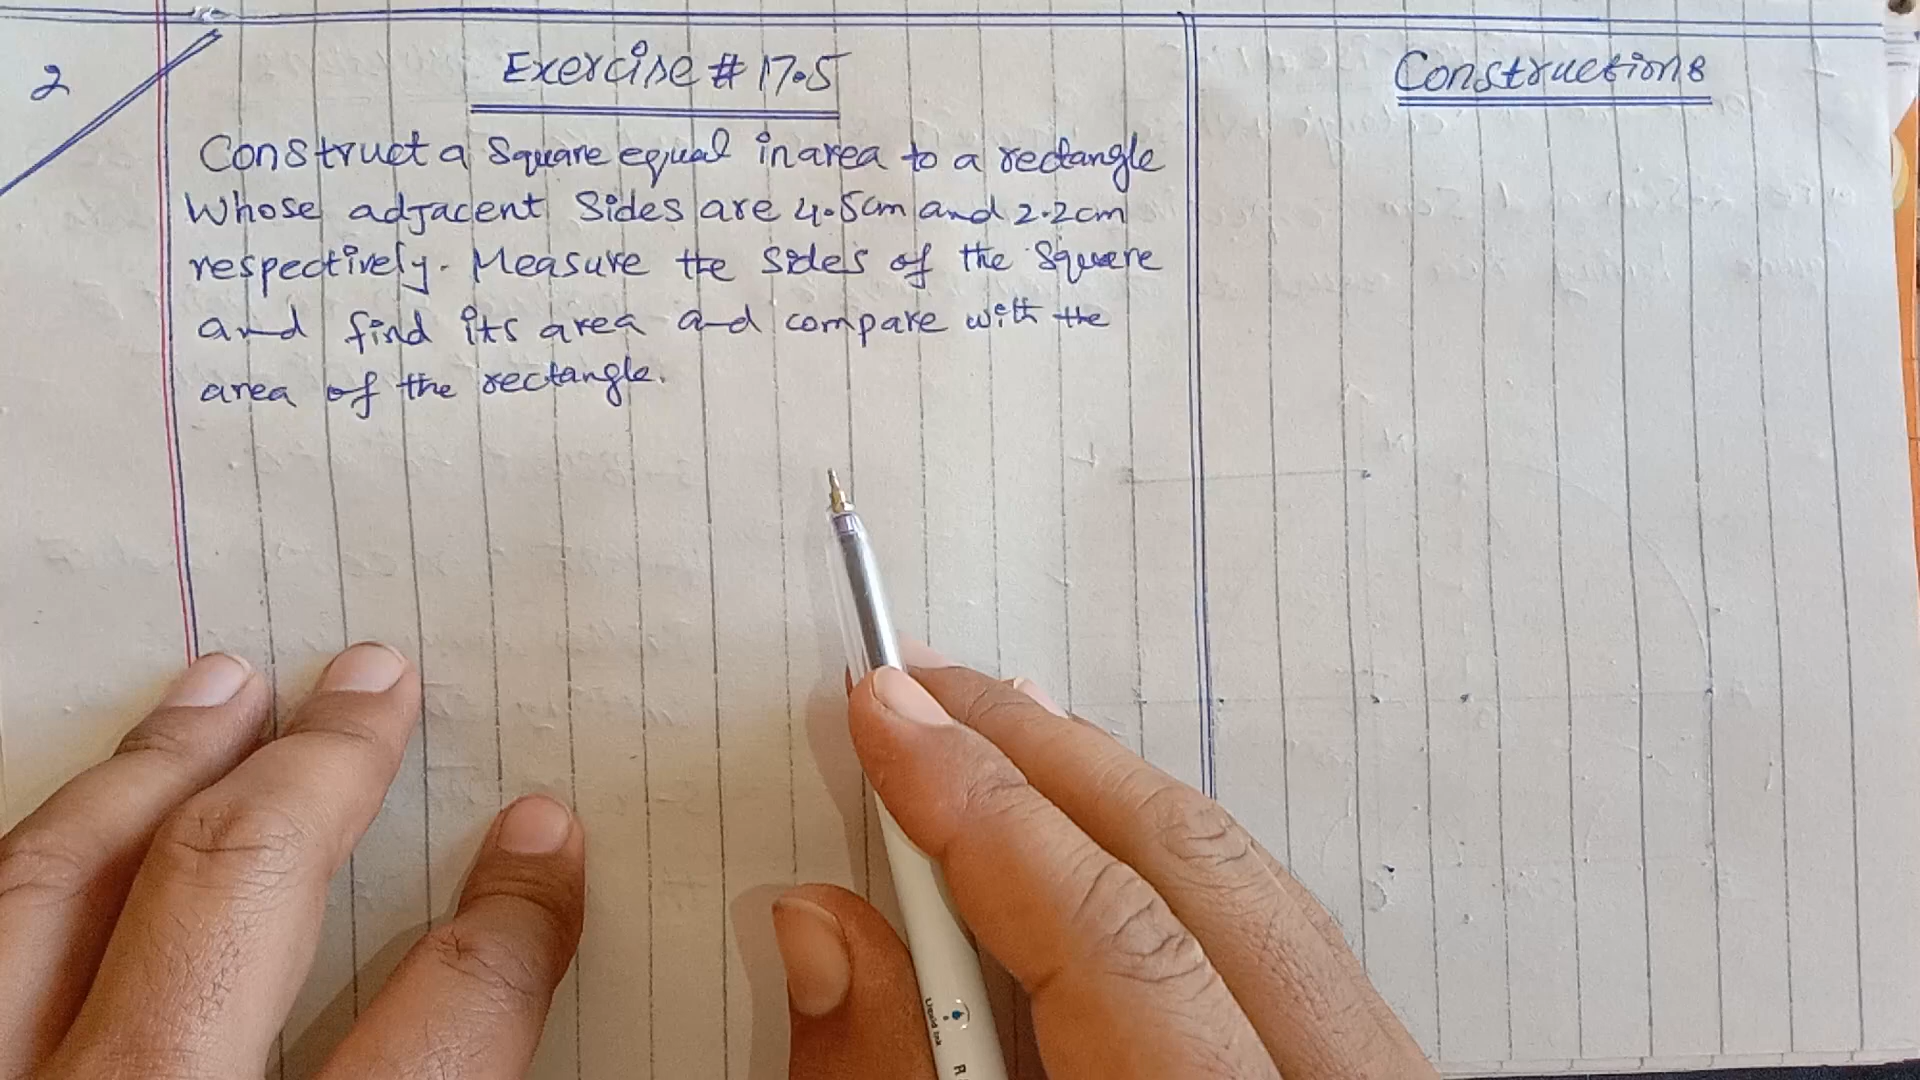 2
Exercise # 17.5
Constructions
Construct a Square equal in area to a rectangle
Whose adjacent Sides are 4.5cm and 2.2cm
respectively. Measure the sides of the Square
and find its area and compare with the
area of the rectangle.
Liquid Ink
R